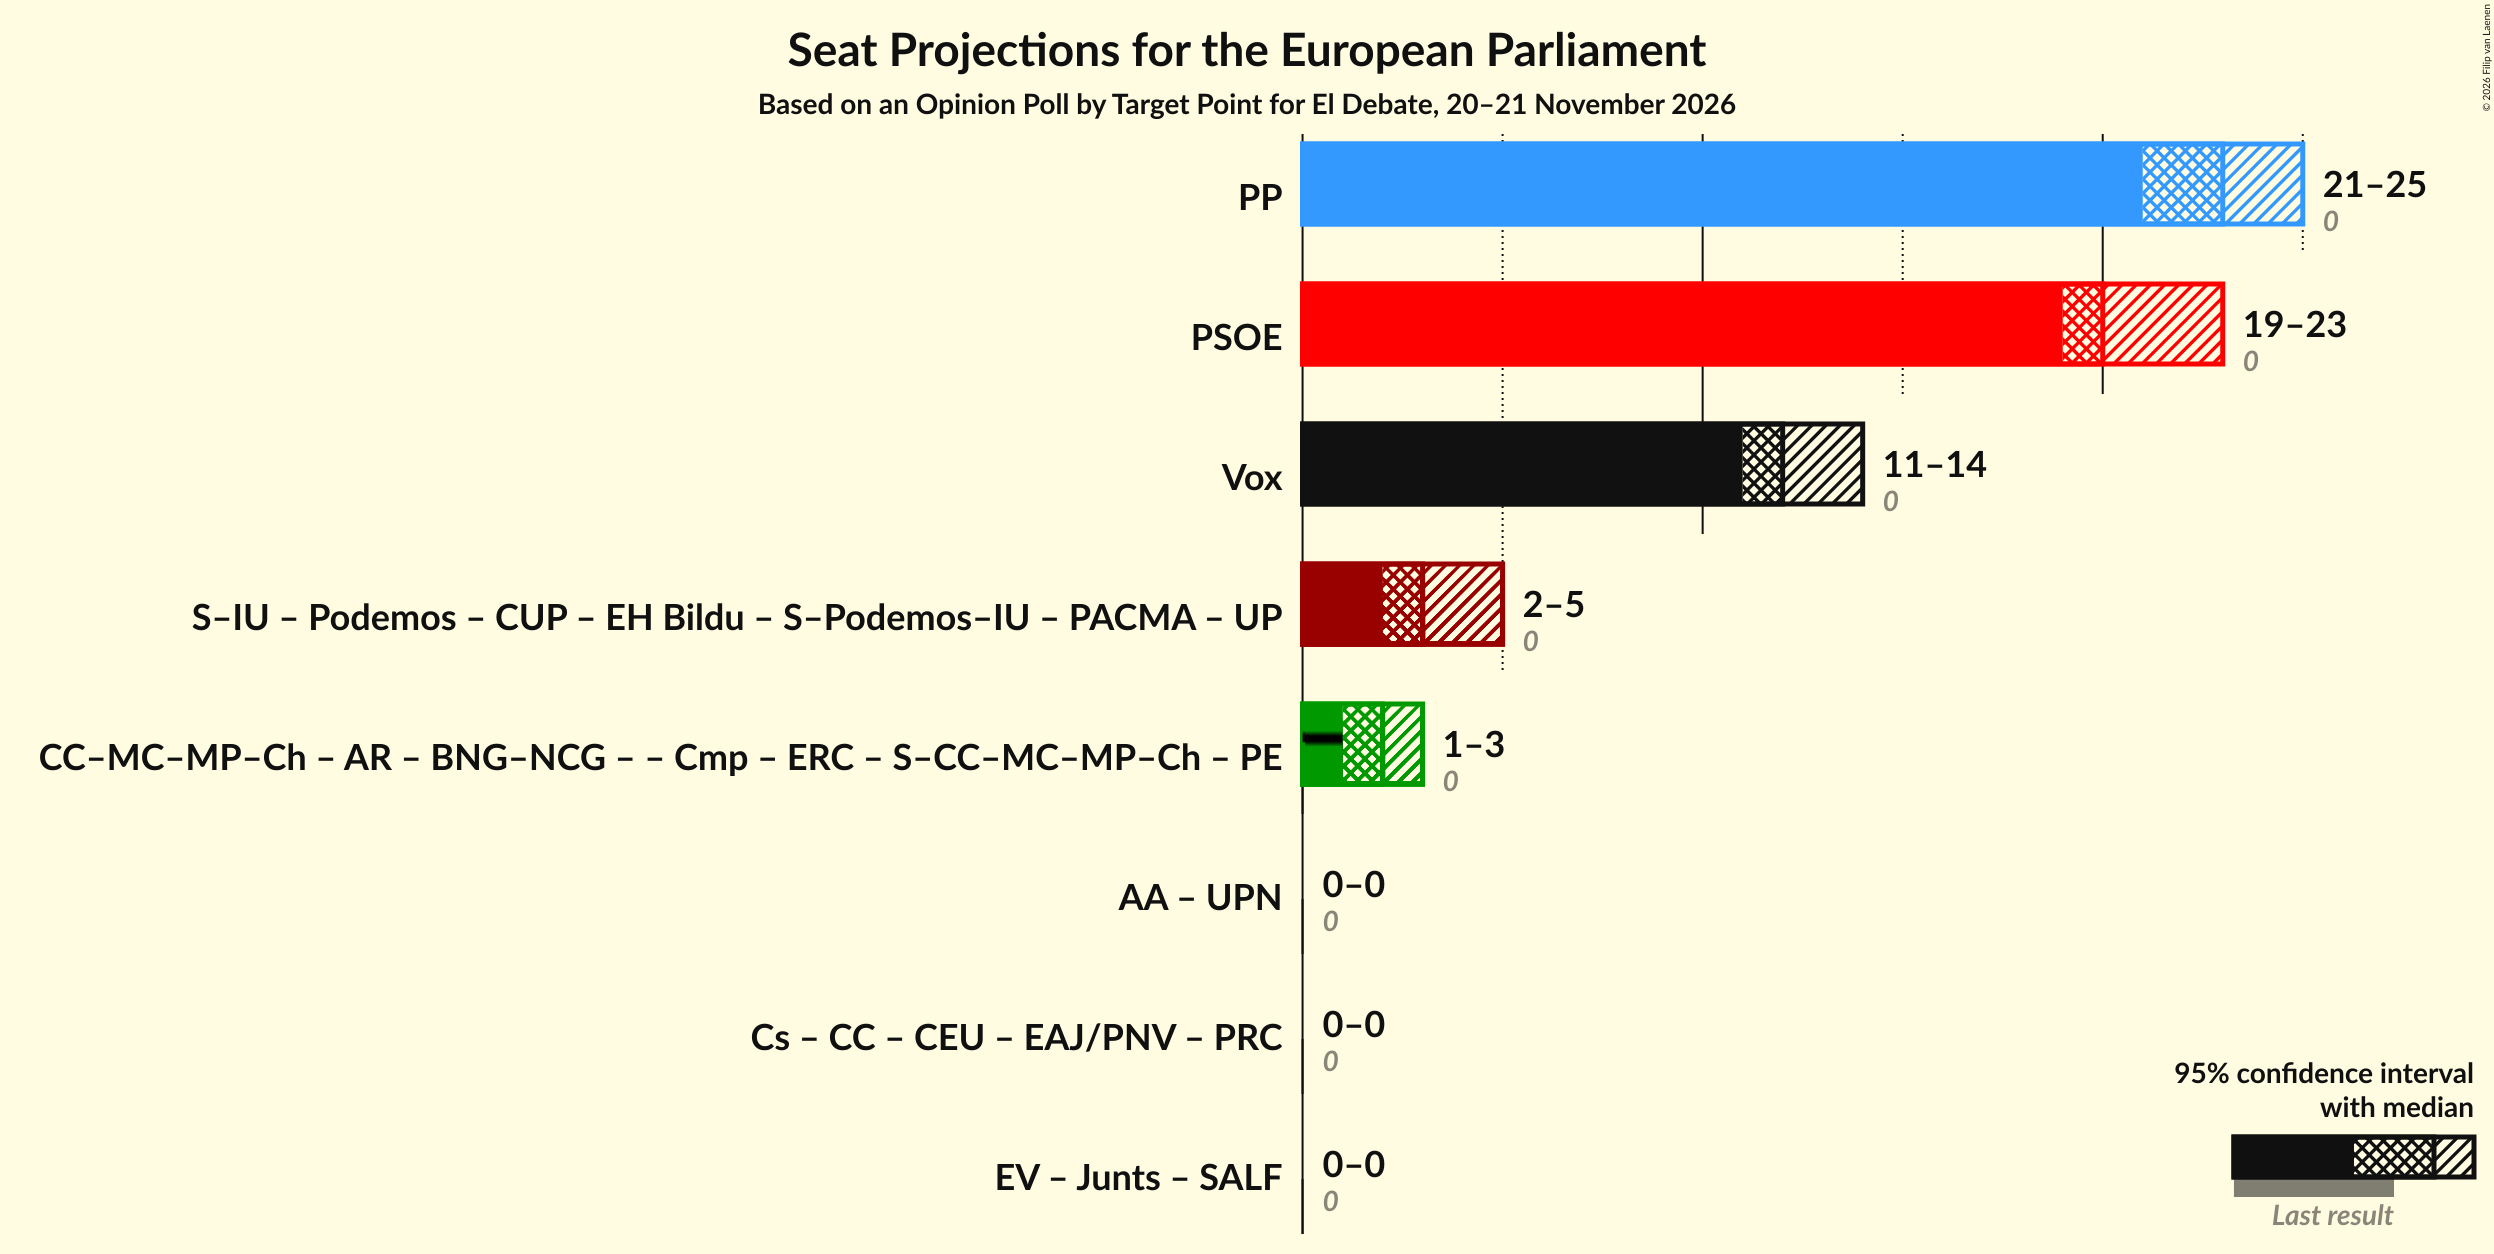 Seat Projections for the European Parliament
Based on an Opinion Poll by Target Point for El Debate, 20–21 November 2026
© 2026 Filip van Laenen
PP
21–25
0
PSOE
19–23
0
Vox
11–14
0
S–IU – Podemos – CUP – EH Bildu – S–Podemos–IU – PACMA – UP
2–5
0
CC–MC–MP–Ch – AR – BNG–NCG – – Cmp – ERC – S–CC–MC–MP–Ch – PE
1–3
0
AA – UPN
0–0
0
Cs – CC – CEU – EAJ/PNV – PRC
0–0
0
EV – Junts – SALF
0–0
0
95% confidence interval
with median
Last result